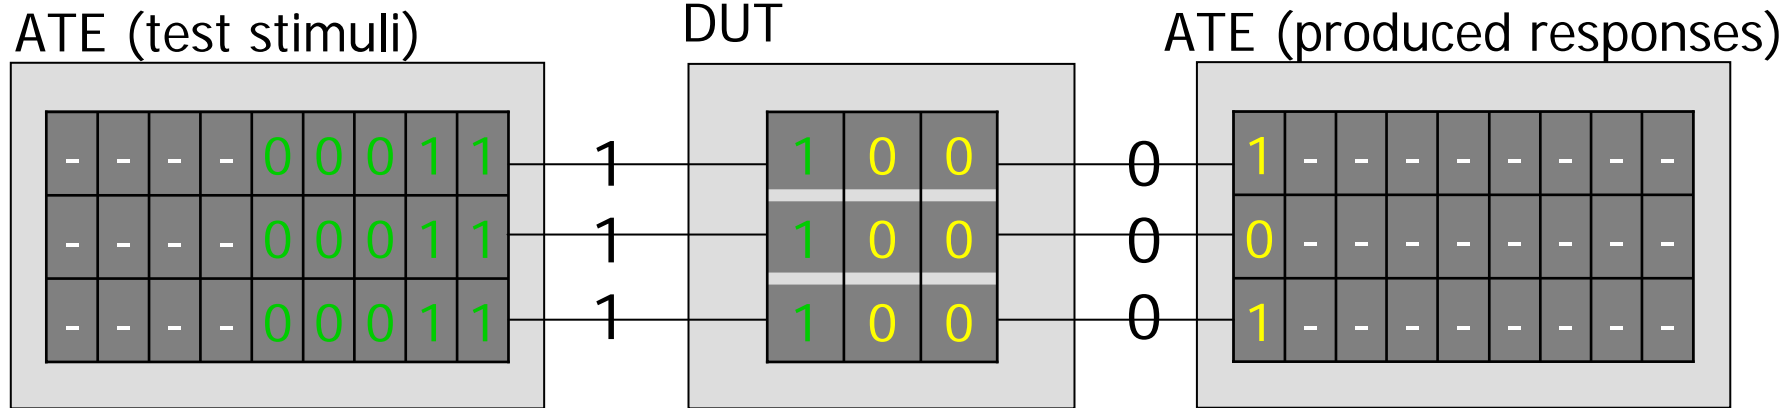 ATE (test stimuli) DUT ATE (produced responses)
- - - - 0 0 0 1 1 1 1 0 0 0 1 - - - - - - - -
- - - - 0 0 0 1 1 1 1 0 0 0 0 - - - - - - - -
- - - - 0 0 0 1 1 1 1 0 0 0 1 - - - - - - - -